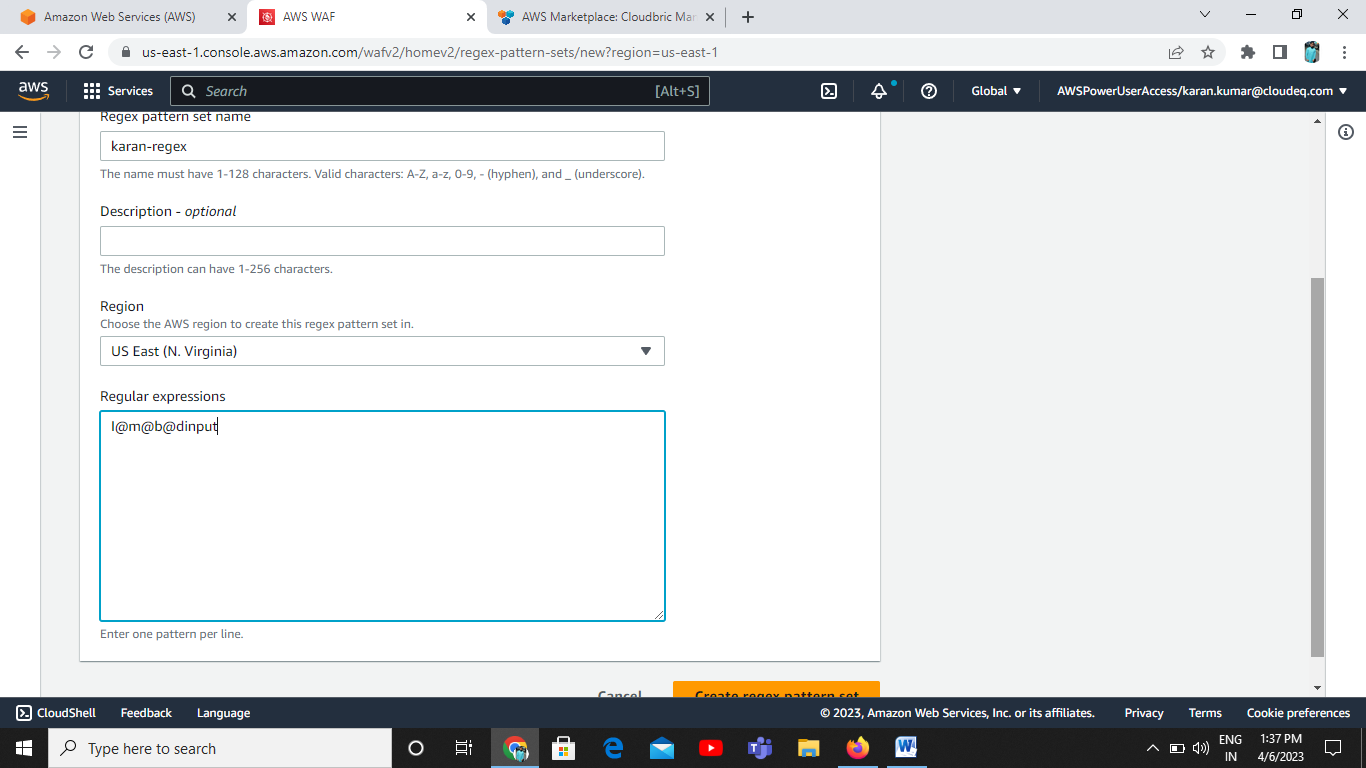 Amazon Web Services (AWS)
AWS WAF
AWS Marketplace: Cloudbric Mar
us-east-1.console.aws.amazon.com/wafv2/homev2/regex-pattern-sets/new?region=us-east-1
aws
Services
Search
[Alt+S]
Global
AWSPowerUserAccess/karan.kumar@cloudeq.com
Regex pattern set name
karan-regex
The name must have 1-128 characters. Valid characters: A-Z, a-z, 0-9, - (hyphen), and _ (underscore).
Description - optional
The description can have 1-256 characters.
Region
Choose the AWS region to create this regex pattern set in.
US East (N. Virginia)
Regular expressions
I@m@b@dinput
Enter one pattern per line.
Cancel
Create regex pattern set
CloudShell
Feedback
Language
© 2023, Amazon Web Services, Inc. or its affiliates.
Privacy
Terms
Cookie preferences
Type here to search
ENG
IN
1:37 PM
4/6/2023